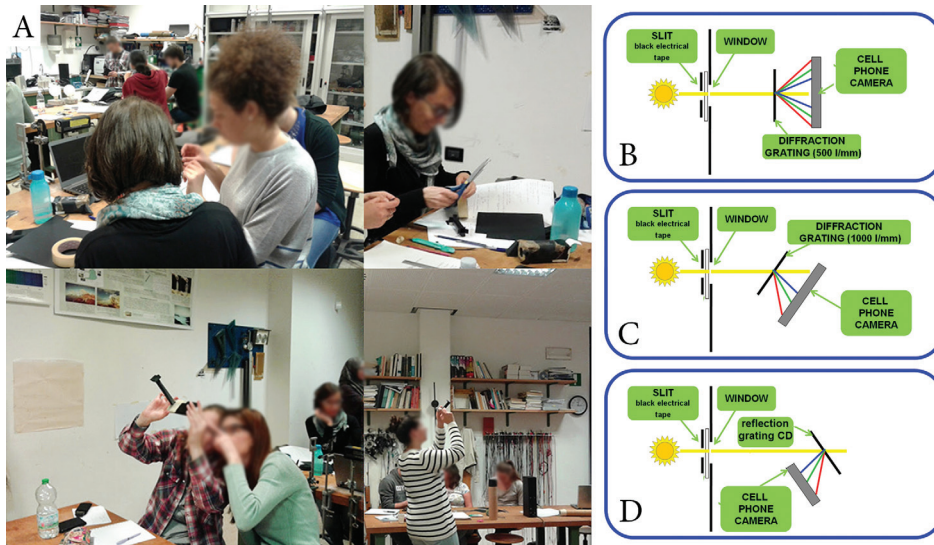 A
SLIT
black electrical
tape
WINDOW
CELL
PHONE
CAMERA
DIFFRACTION
GRATING (500 l/mm)
B
SLIT
black electrical
tape
WINDOW
DIFFRACTION
GRATING (1000 l/mm)
CELL
PHONE
CAMERA
C
SLIT
black electrical
tape
WINDOW
reflection
grating CD
CELL
PHONE
CAMERA
D